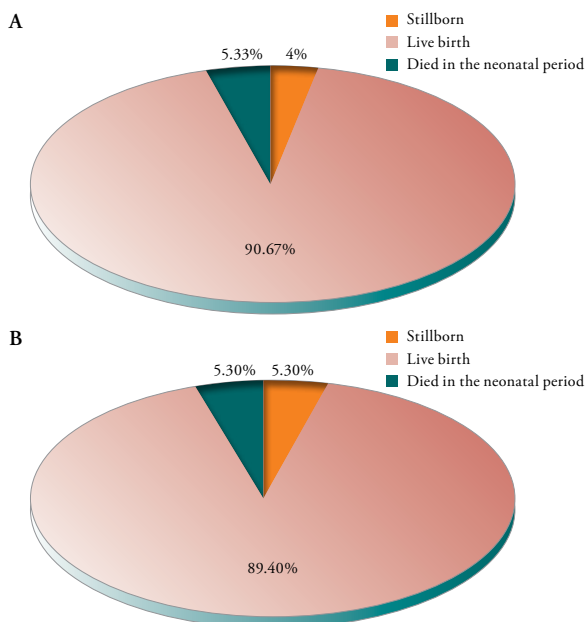 A
Stillborn
Live birth
Died in the neonatal period
5.33%
4%
90.67%
B
Stillborn
Live birth
Died in the neonatal period
5.30%
5.30%
89.40%